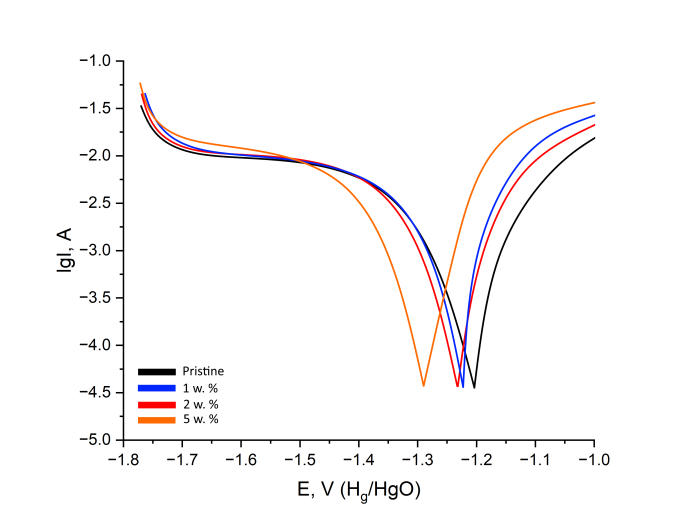 −1.0
−1.5
−2.0
−2.5
−3.0
−3.5
−4.0
−4.5
−5.0
lgI, A
Pristine
1 w. %
2 w. %
5 w. %
−1.8 −1.7 −1.6 −1.5 −1.4 −1.3 −1.2 −1.1 −1.0
E, V (Hg/HgO)